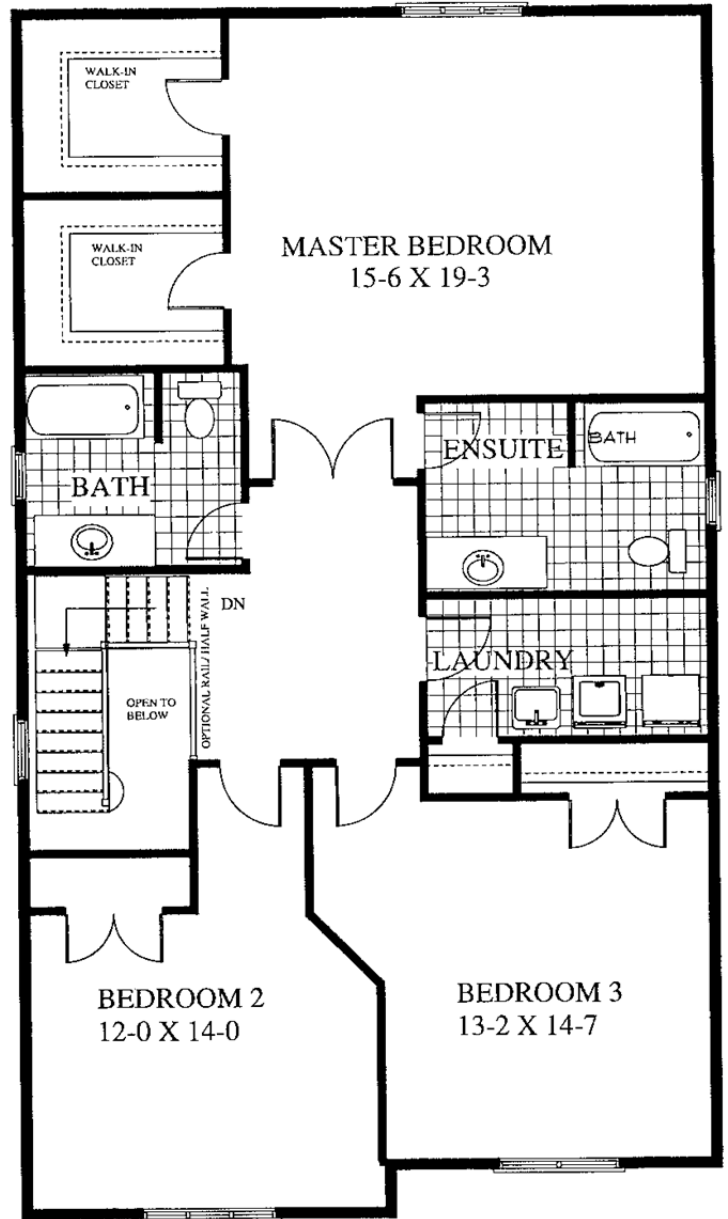 WALK-IN
CLOSET
WALK-IN
CLOSET
MASTER BEDROOM
15-6 X 19-3
BATH
ENSUITE
BATH
DN
OPTIONAL RAIL/ HALF WALL
OPEN TO
BELOW
LAUNDRY
BEDROOM 2
12-0 X 14-0
BEDROOM 3
13-2 X 14-7